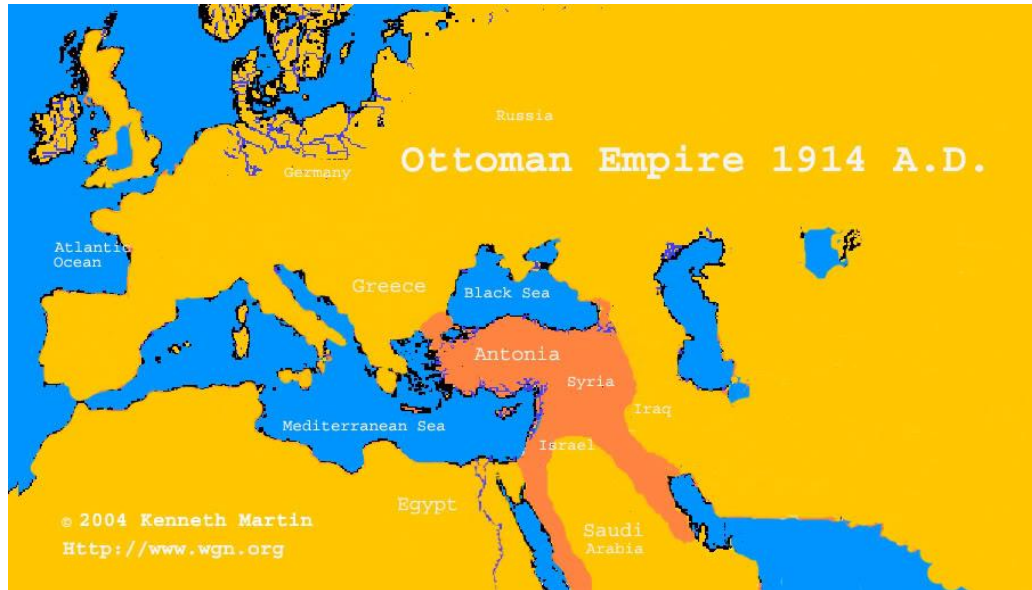 Russia
Ottoman Empire 1914 A.D.
Germany
Atlantic
Ocean
Greece
Black Sea
Antonia
Syria
Iraq
Mediterranean Sea
Israel
Egypt
Saudi
Arabia
© 2004 Kenneth Martin
Http://www.wgn.org